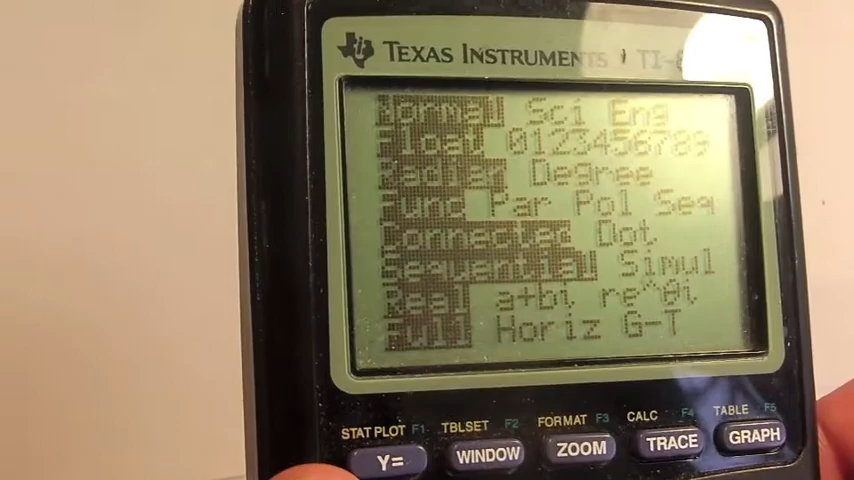 TEXAS INSTRUMENTS TI-8
Normal Sci Eng
Float 0123456789
Radian Degree
Func Par Pol Seq
Connected Dot
Sequential Simul
Real a+bi re^θi
Full Horiz G-T
STAT PLOT F1 TBLSET F2 FORMAT F3 CALC F4 TABLE F5
Y= WINDOW ZOOM TRACE GRAPH